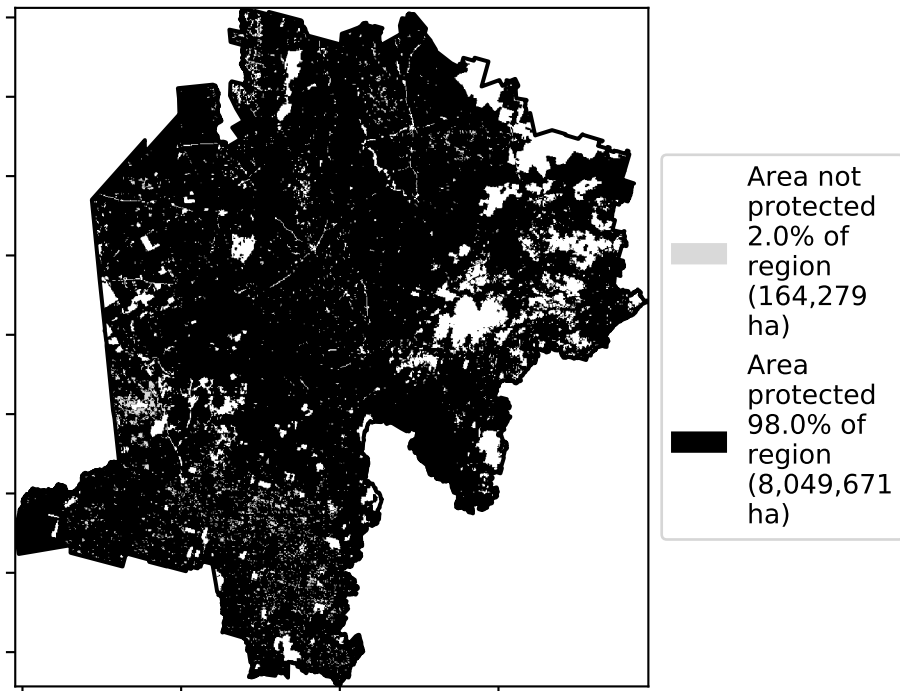 Area not
protected
2.0% of
region
(164,279
ha)
Area
protected
98.0% of
region
(8,049,671
ha)